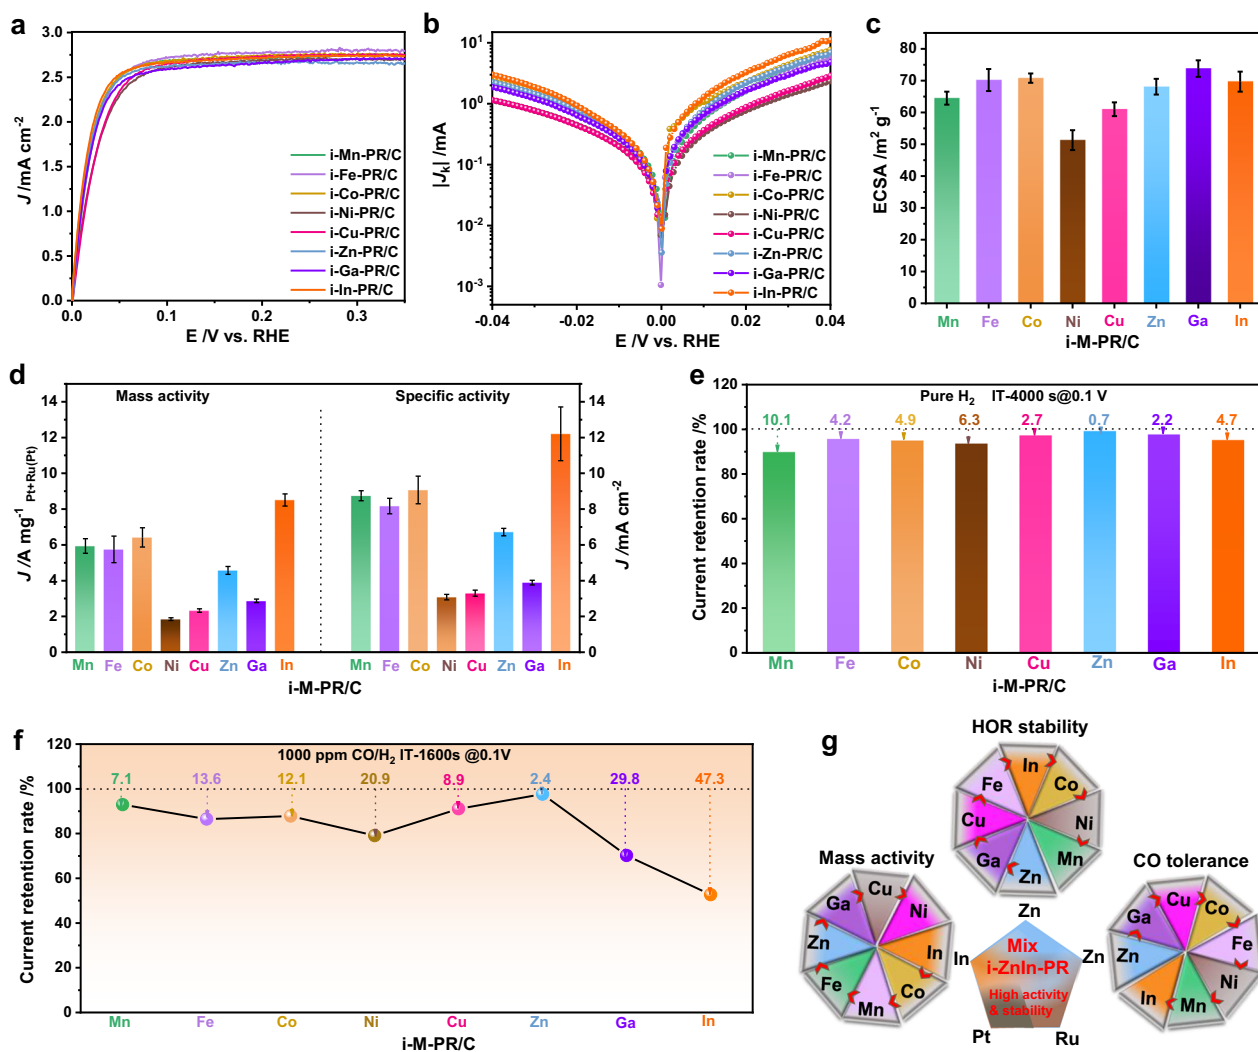 a
3.0
2.5
2.0
1.5
1.0
0.5
0.0
J /mA cm⁻²
0.0 0.1 0.2 0.3
E /V vs. RHE
i-Mn-PR/C
i-Fe-PR/C
i-Co-PR/C
i-Ni-PR/C
i-Cu-PR/C
i-Zn-PR/C
i-Ga-PR/C
i-In-PR/C
b
10¹
10⁰
10⁻¹
10⁻²
10⁻³
|Jₖ| /mA
-0.04 -0.02 0.00 0.02 0.04
E /V vs. RHE
i-Mn-PR/C
i-Fe-PR/C
i-Co-PR/C
i-Ni-PR/C
i-Cu-PR/C
i-Zn-PR/C
i-Ga-PR/C
i-In-PR/C
c
90
80
70
60
50
40
30
20
10
0
ECSA /m² g⁻¹
Mn Fe Co Ni Cu Zn Ga In
i-M-PR/C
d
Mass activity Specific activity
14 14
12 12
10 10
8 8
6 6
4 4
2 2
0 0
J /A mg⁻¹ Pt+Ru(Pt)
J /mA cm⁻²
Mn Fe Co Ni Cu Zn Ga In Mn Fe Co Ni Cu Zn Ga In
i-M-PR/C
e
Pure H₂ IT-4000 s@0.1 V
120
100
80
60
40
20
0
Current retention rate /%
10.1 4.2 4.9 6.3 2.7 0.7 2.2 4.7
Mn Fe Co Ni Cu Zn Ga In
i-M-PR/C
f
1000 ppm CO/H₂ IT-1600s @0.1V
120
100
80
60
40
20
0
Current retention rate /%
7.1 13.6 12.1 20.9 8.9 2.4 29.8 47.3
Mn Fe Co Ni Cu Zn Ga In
i-M-PR/C
g
HOR stability
In
Co
Ni
Mn
Zn
Ga
Cu
Fe
Mass activity
Cu
Ni
In
Co
Mn
Fe
Zn
Ga
CO tolerance
Cu
Co
Fe
Ni
Mn
In
Zn
Ga
Zn
In
Zn
Pt
Ru
Mix
i-ZnIn-PR
High activity
& stability